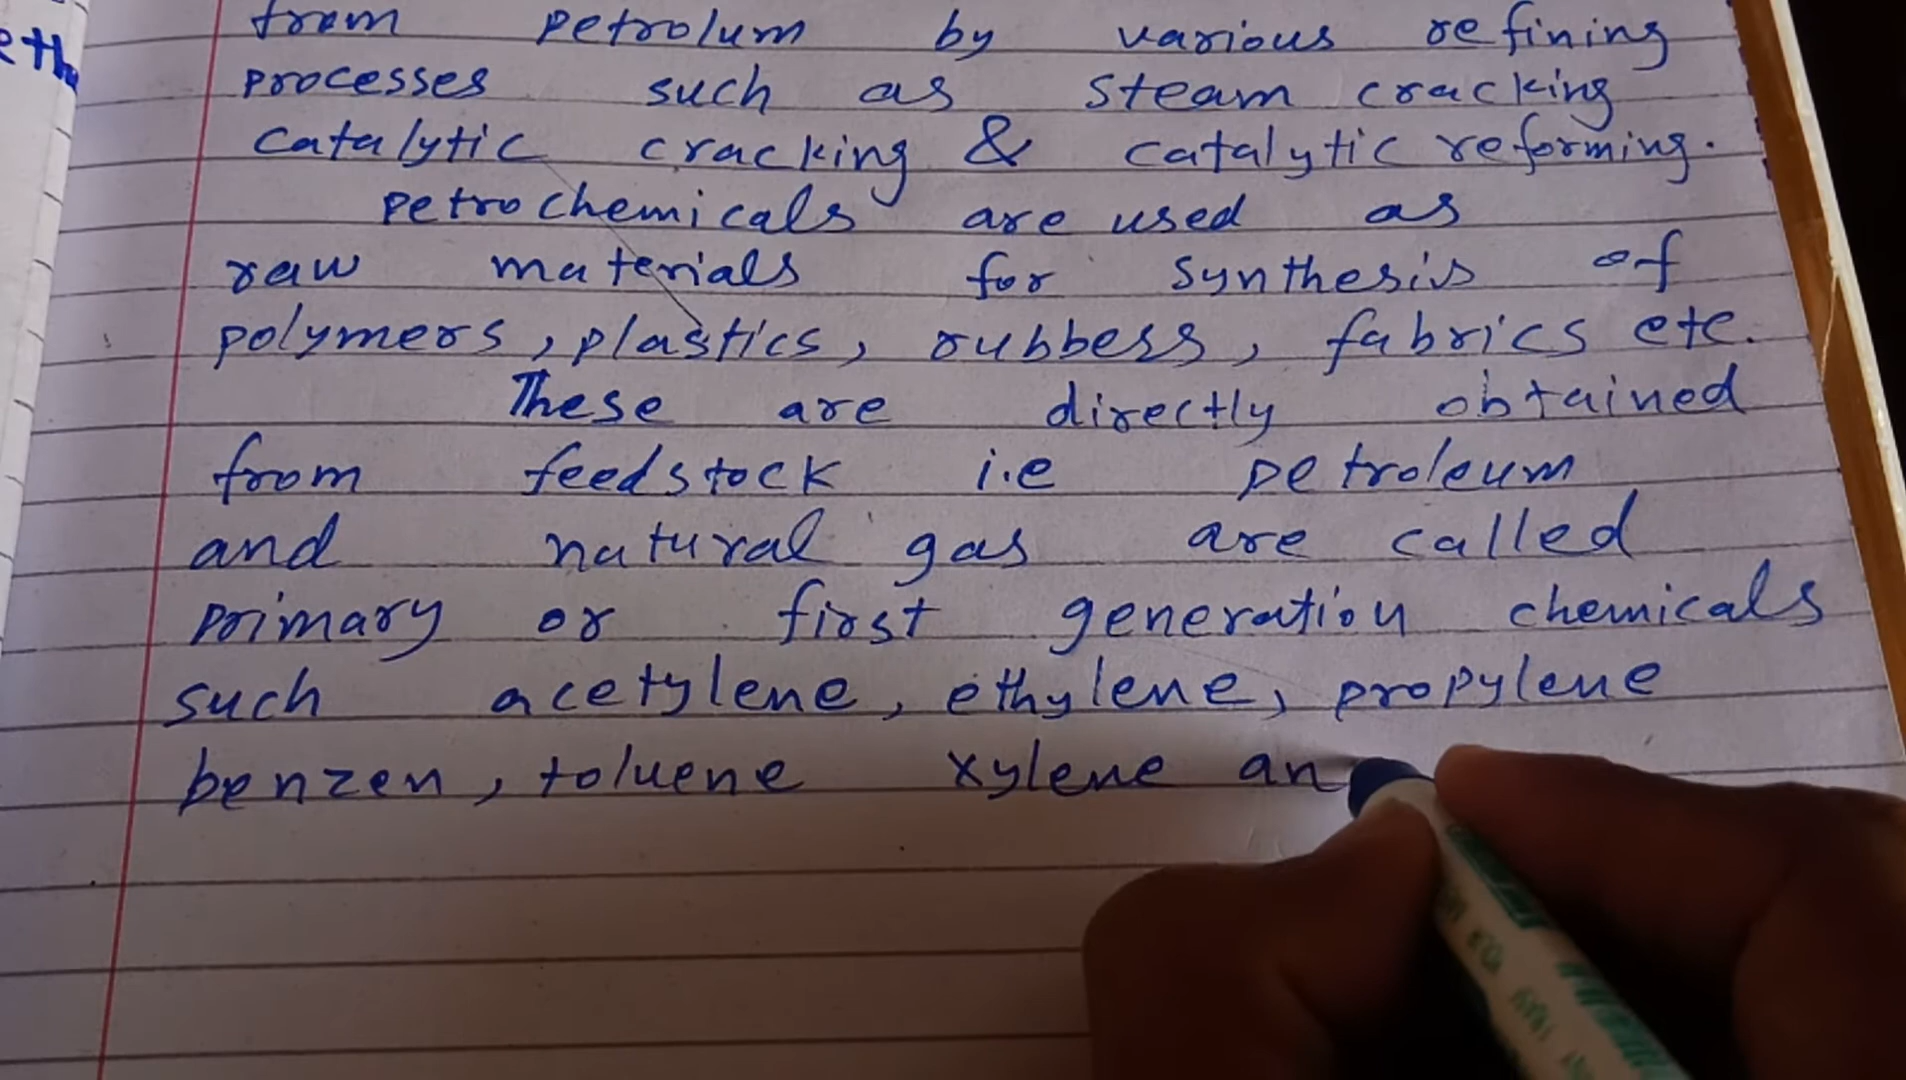 from petrolum by various refining
processes such as steam cracking
catalytic cracking & catalytic reforming.
petrochemicals are used as
raw materials for synthesis of
polymers, plastics, rubbers, fabrics etc.
These are directly obtained
from feedstock i.e petroleum
and natural gas are called
primary or first generation chemicals
such acetylene, ethylene, propylene
benzen, toluene xylene an